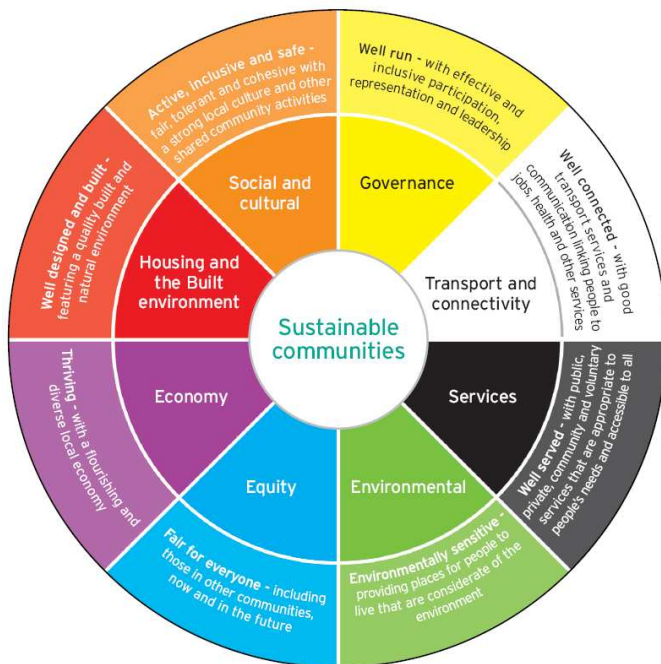 Sustainable
communities
Governance
Well run - with effective and
inclusive participation,
representation and leadership
Transport and
connectivity
Well connected - with good
transport services and
communication linking people to
jobs, health and other services
Services
Well served - with public,
private, community and voluntary
services that are appropriate to
people's needs and accessible to all
Environmental
Environmentally sensitive -
providing places for people to
live that are considerate of the
environment
Equity
Fair for everyone - including
those in other communities,
now and in the future
Economy
Thriving - with a flourishing and
diverse local economy
Housing and
the Built
environment
Well designed and built -
featuring a quality built and
natural environment
Social and
cultural
Active, inclusive and safe -
fair, tolerant and cohesive with
a strong local culture and other
shared community activities